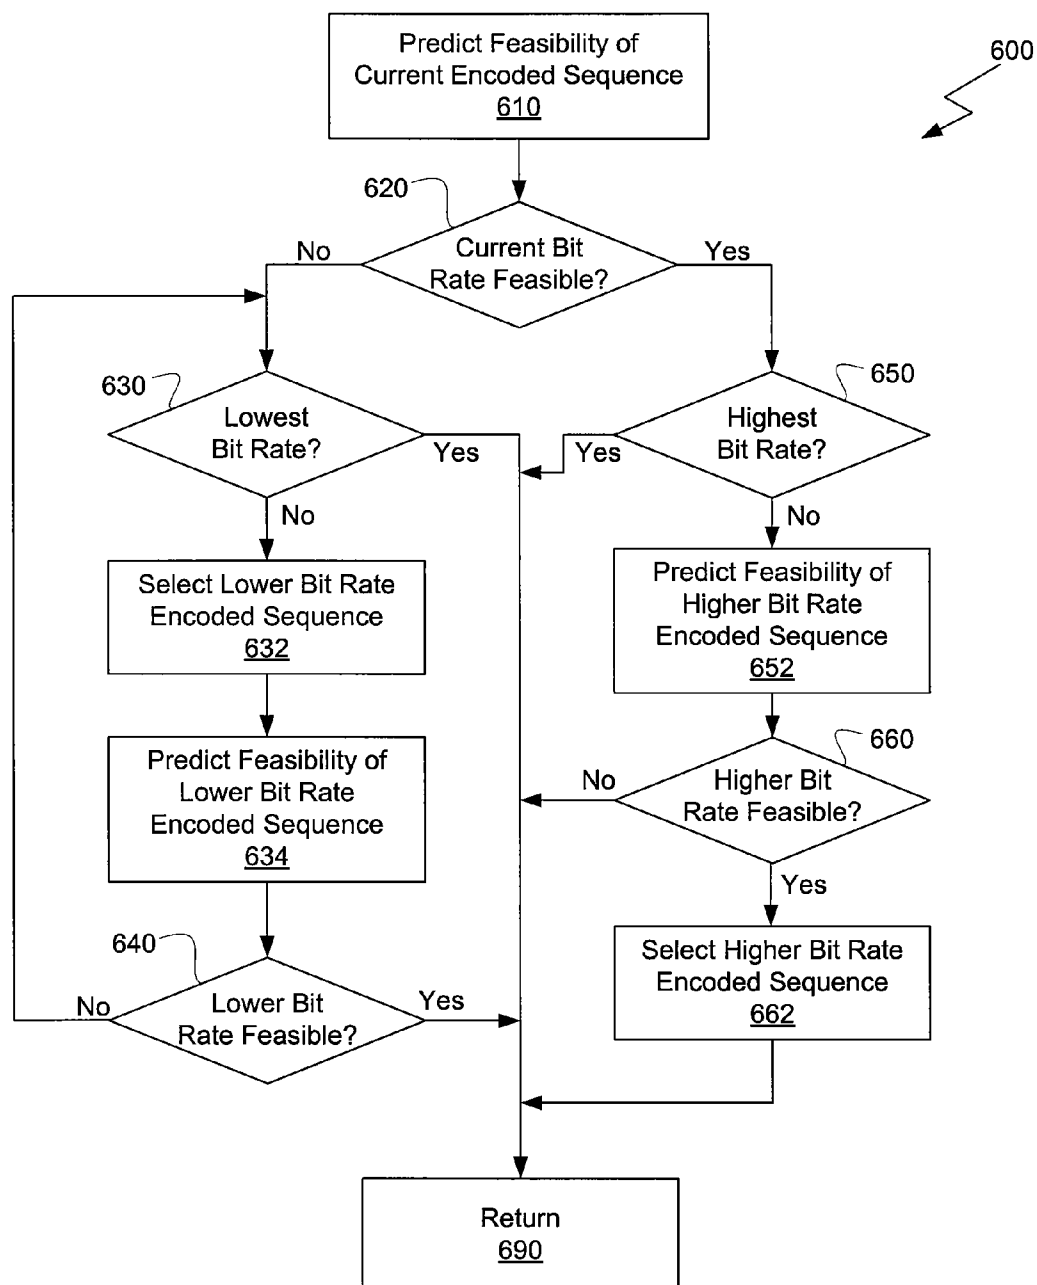 Predict Feasibility of
Current Encoded Sequence
610
600
620
No
Current Bit
Rate Feasible?
Yes
630
Lowest
Bit Rate?
Yes
650
Highest
Bit Rate?
Yes
No
No
Select Lower Bit Rate
Encoded Sequence
632
Predict Feasibility of
Higher Bit Rate
Encoded Sequence
652
Predict Feasibility of
Lower Bit Rate
Encoded Sequence
634
660
No
Higher Bit
Rate Feasible?
Yes
640
No
Lower Bit
Rate Feasible?
Yes
Select Higher Bit Rate
Encoded Sequence
662
Return
690